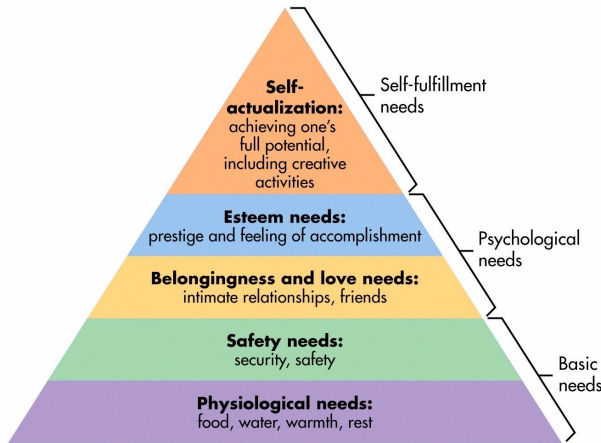 Self-
actualization:
achieving one's
full potential,
including creative
activities
Self-fulfillment
needs
Esteem needs:
prestige and feeling of accomplishment
Psychological
needs
Belongingness and love needs:
intimate relationships, friends
Safety needs:
security, safety
Basic
needs
Physiological needs:
food, water, warmth, rest